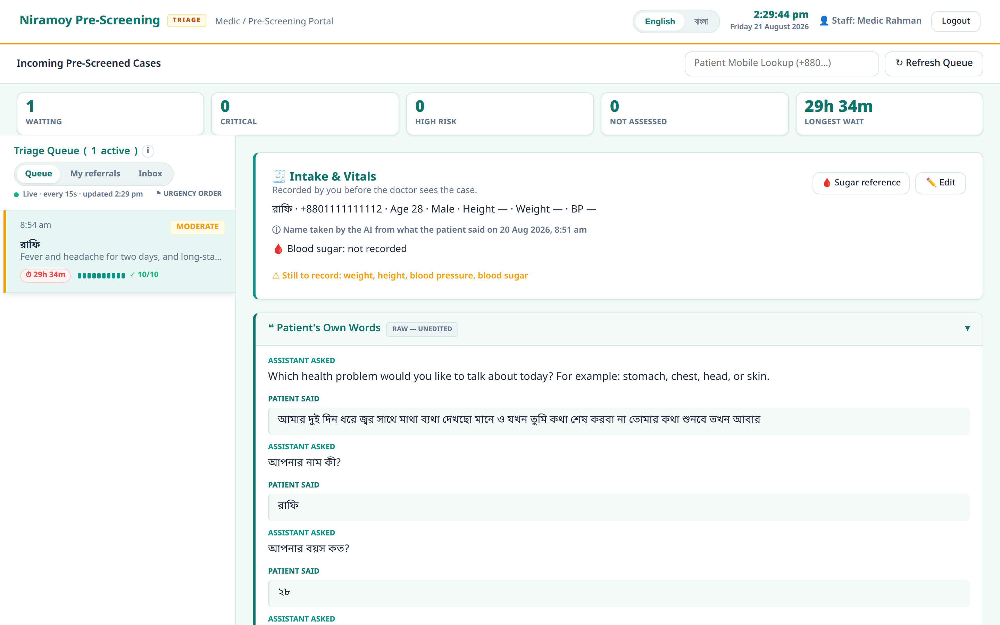 Niramoy Pre-Screening TRIAGE Medic / Pre-Screening Portal
English বাংলা
2:29:44 pm
Friday 21 August 2026
👤 Staff: Medic Rahman
Logout
Incoming Pre-Screened Cases
Patient Mobile Lookup (+880...)
↻ Refresh Queue
1
WAITING
0
CRITICAL
0
HIGH RISK
0
NOT ASSESSED
29h 34m
LONGEST WAIT
Triage Queue ( 1 active ) i
Queue My referrals Inbox
Live · every 15s · updated 2:29 pm ⚑ URGENCY ORDER
8:54 am MODERATE
রাফি
Fever and headache for two days, and long-sta...
⏱ 29h 34m ✓ 10/10
🧾 Intake & Vitals
Recorded by you before the doctor sees the case.
🩸 Sugar reference ✏️ Edit
রাফি · +8801111111112 · Age 28 · Male · Height — · Weight — · BP —
ⓘ Name taken by the AI from what the patient said on 20 Aug 2026, 8:51 am
🩸 Blood sugar: not recorded
⚠ Still to record: weight, height, blood pressure, blood sugar
❝ Patient's Own Words RAW — UNEDITED ▼
ASSISTANT ASKED
Which health problem would you like to talk about today? For example: stomach, chest, head, or skin.
PATIENT SAID
আমার দুই দিন ধরে জ্বর সাথে মাথা ব্যথা দেখছো মানে ও যখন তুমি কথা শেষ করবা না তোমার কথা শুনবে তখন আবার
ASSISTANT ASKED
আপনার নাম কী?
PATIENT SAID
রাফি
ASSISTANT ASKED
আপনার বয়স কত?
PATIENT SAID
২৮
ASSISTANT ASKED